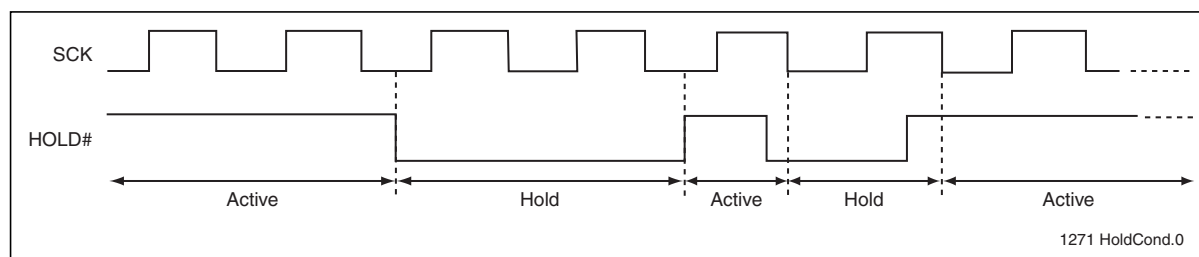 SCK
HOLD#
Active
Hold
Active
Hold
Active
1271 HoldCond.0